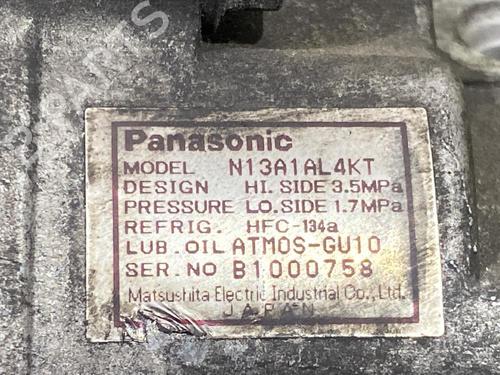 Panasonic
MODEL N13A1AL4KT
DESIGN HI. SIDE 3.5MPa
PRESSURE LO. SIDE 1.7MPa
REFRIG. HFC-134a
LUB. OIL ATMOS-GU10
SER. NO B1000758
Matsushita Electric Industrial Co., Ltd.
JAPAN